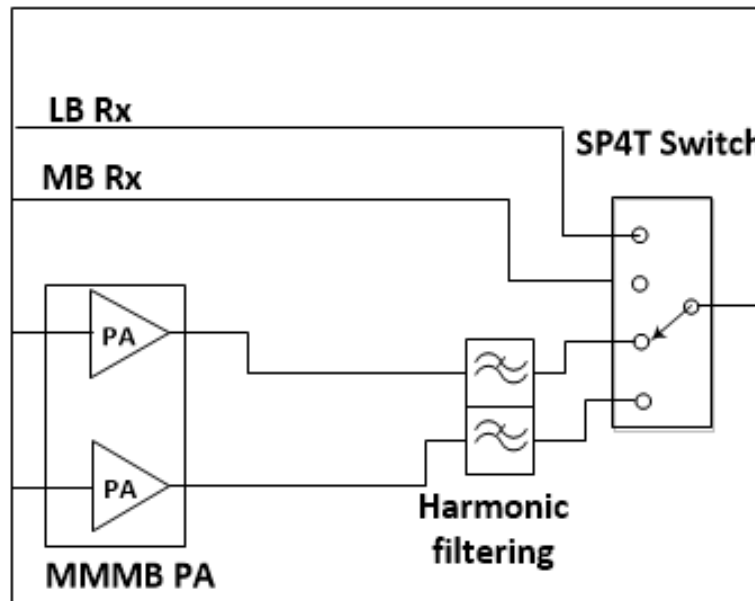 LB Rx
SP4T Switch
MB Rx
PA
PA
Harmonic
filtering
MMMB PA